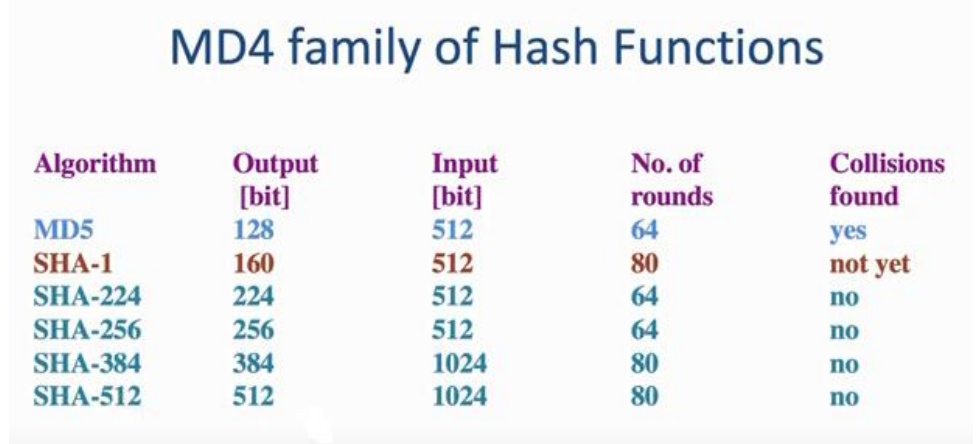 MD4 family of Hash Functions
Algorithm Output Input No. of Collisions
[bit] [bit] rounds found
MD5 128 512 64 yes
SHA-1 160 512 80 not yet
SHA-224 224 512 64 no
SHA-256 256 512 64 no
SHA-384 384 1024 80 no
SHA-512 512 1024 80 no